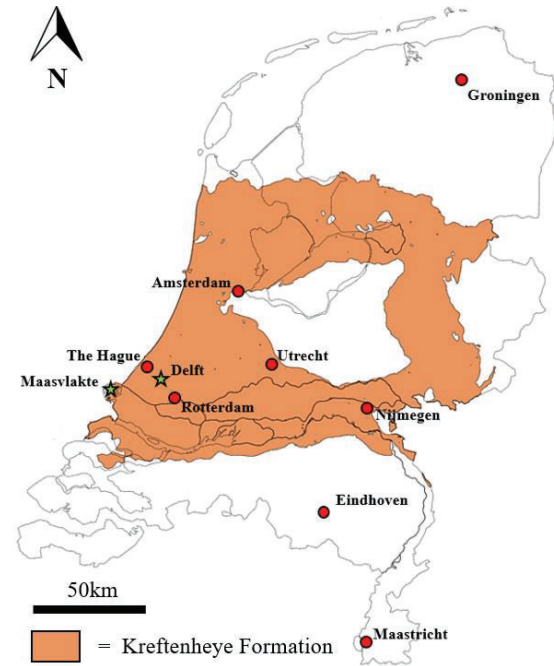 N
Groningen
Amsterdam
The Hague
Delft
Utrecht
Maasvlakte
Rotterdam
Nijmegen
Eindhoven
50km
= Kreftenheye Formation
Maastricht